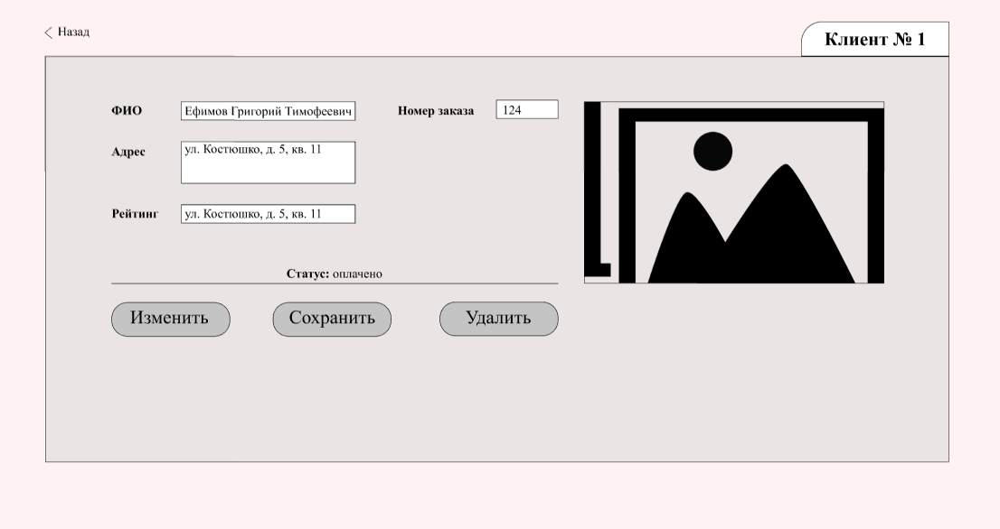 Назад
Клиент № 1
ФИО Ефимов Григорий Тимофеевич Номер заказа 124
Адрес ул. Костюшко, д. 5, кв. 11
Рейтинг ул. Костюшко, д. 5, кв. 11
Статус: оплачено
Изменить Сохранить Удалить